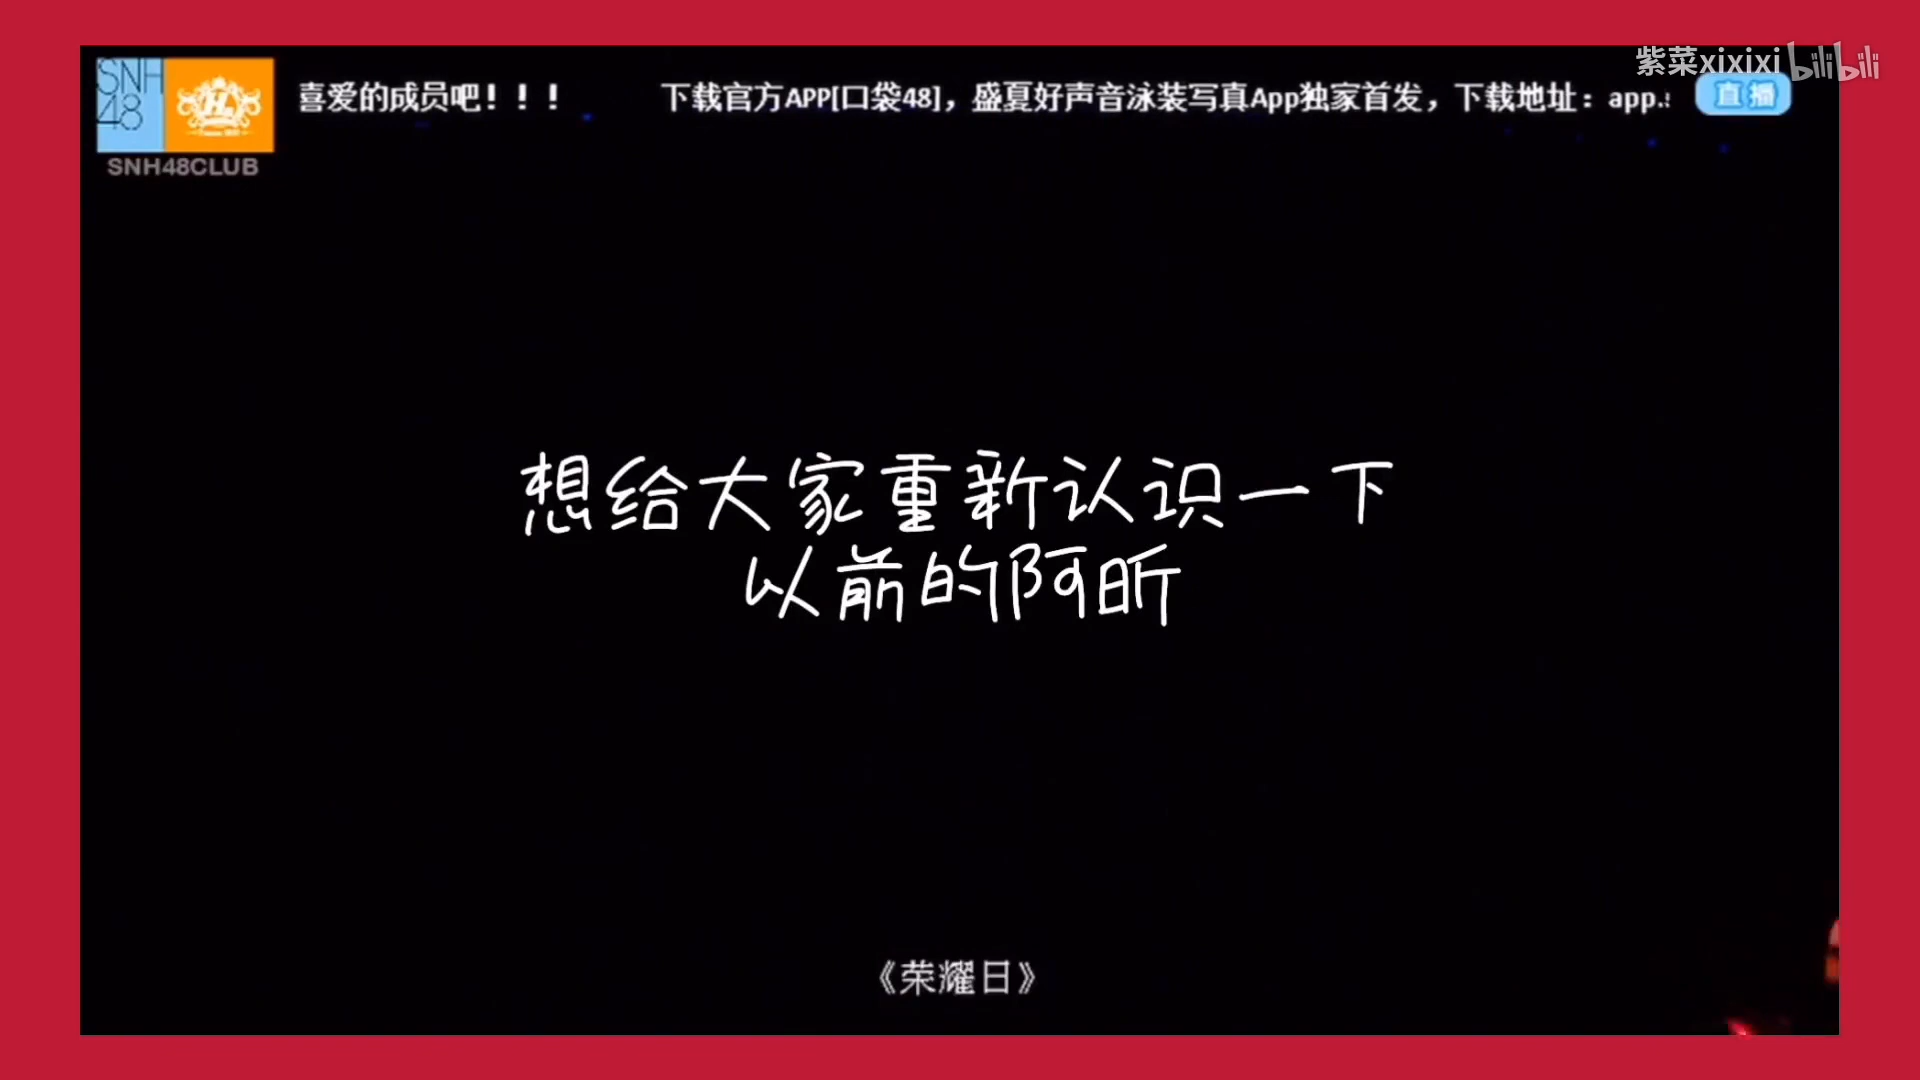 紫菜xixixi bilibili
SNH
48
喜爱的成员吧！！！ 下载官方APP[口袋48]，盛夏好声音泳装写真App独家首发，下载地址：app.s
直播
SNH48CLUB
想给大家重新认识一下
以前的阿昕
《荣耀日》